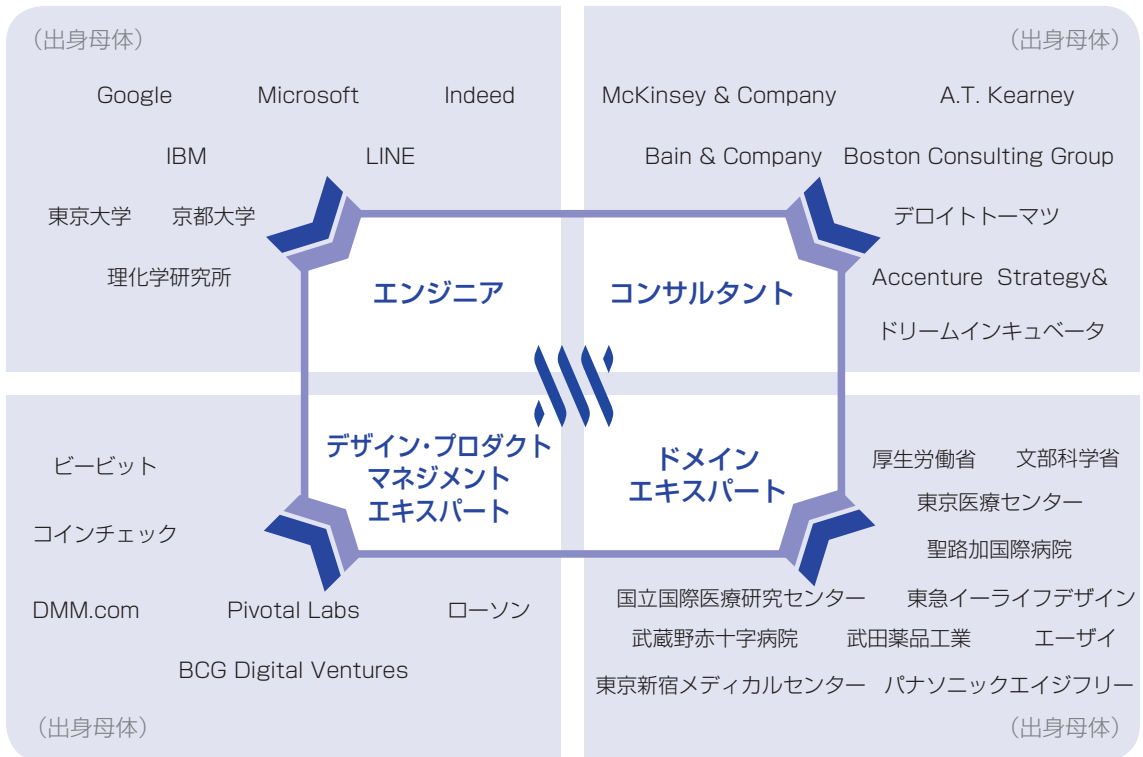 （出身母体）
Google Microsoft Indeed
IBM LINE
東京大学 京都大学
理化学研究所
エンジニア
（出身母体）
McKinsey & Company A.T. Kearney
Bain & Company Boston Consulting Group
デロイトトーマツ
Accenture Strategy&
ドリームインキュベータ
コンサルタント
デザイン・プロダクト
マネジメント
エキスパート
ビービット
コインチェック
DMM.com Pivotal Labs ローソン
BCG Digital Ventures
（出身母体）
ドメイン
エキスパート
厚生労働省 文部科学省
東京医療センター
聖路加国際病院
国立国際医療研究センター 東急イーライフデザイン
武蔵野赤十字病院 武田薬品工業 エーザイ
東京新宿メディカルセンター パナソニックエイジフリー
（出身母体）